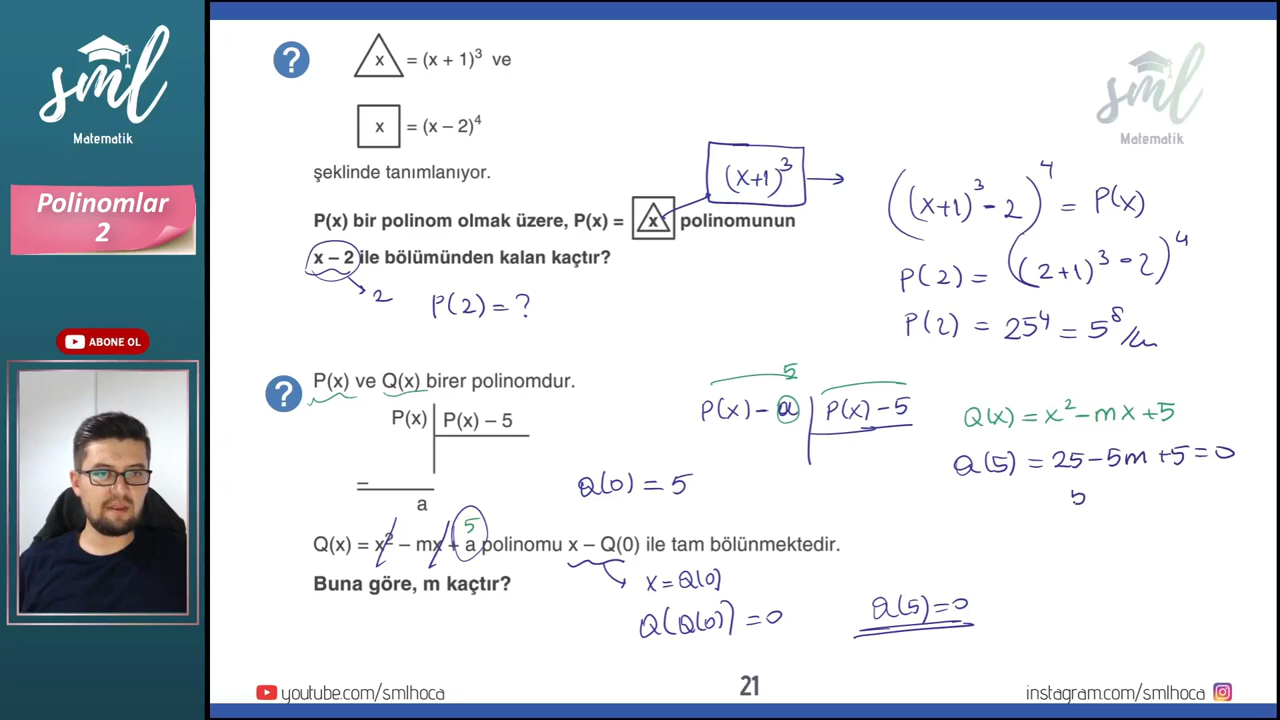 sml
Matematik
Polinomlar
2
ABONE OL
?
x = (x + 1)³ ve
x = (x – 2)⁴
şeklinde tanımlanıyor.
P(x) bir polinom olmak üzere, P(x) = x polinomunun
x – 2 ile bölümünden kalan kaçtır?
2
P(2) = ?
(x+1)³
((x+1)³ - 2)⁴ = P(x)
P(2) = ((2+1)³ - 2)⁴
P(2) = 25⁴ = 5⁸
sml
Matematik
?
P(x) ve Q(x) birer polinomdur.
P(x) P(x) – 5
–
a
Q(x) = x² – mx + a polinomu x – Q(0) ile tam bölünmektedir.
5
Buna göre, m kaçtır?
Q(0) = 5
x = Q(0)
Q(Q(0)) = 0
Q(5) = 0
5
P(x) - a P(x) - 5
Q(x) = x² - mx + 5
Q(5) = 25 - 5m + 5 = 0
5
youtube.com/smlhoca
21
instagram.com/smlhoca